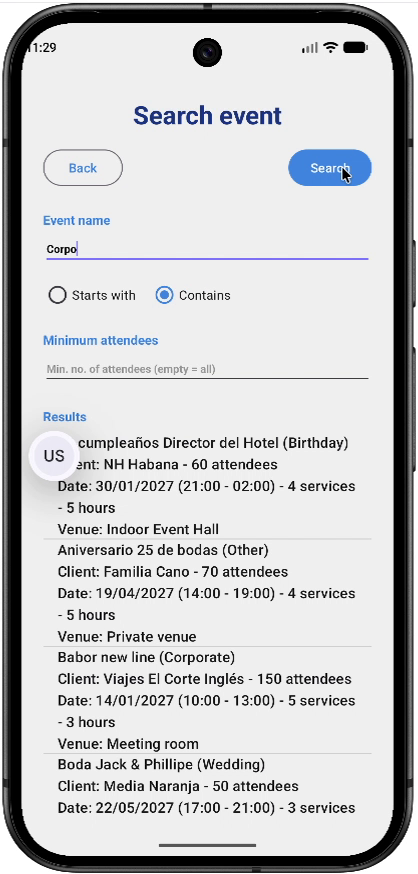 11:29
Search event
Back
Search
Event name
Corpo
Starts with
Contains
Minimum attendees
Min. no. of attendees (empty = all)
Results
cumpleaños Director del Hotel (Birthday)
US
ent: NH Habana - 60 attendees
Date: 30/01/2027 (21:00 - 02:00) - 4 services
- 5 hours
Venue: Indoor Event Hall
Aniversario 25 de bodas (Other)
Client: Familia Cano - 70 attendees
Date: 19/04/2027 (14:00 - 19:00) - 4 services
- 5 hours
Venue: Private venue
Babor new line (Corporate)
Client: Viajes El Corte Inglés - 150 attendees
Date: 14/01/2027 (10:00 - 13:00) - 5 services
- 3 hours
Venue: Meeting room
Boda Jack & Phillipe (Wedding)
Client: Media Naranja - 50 attendees
Date: 22/05/2027 (17:00 - 21:00) - 3 services